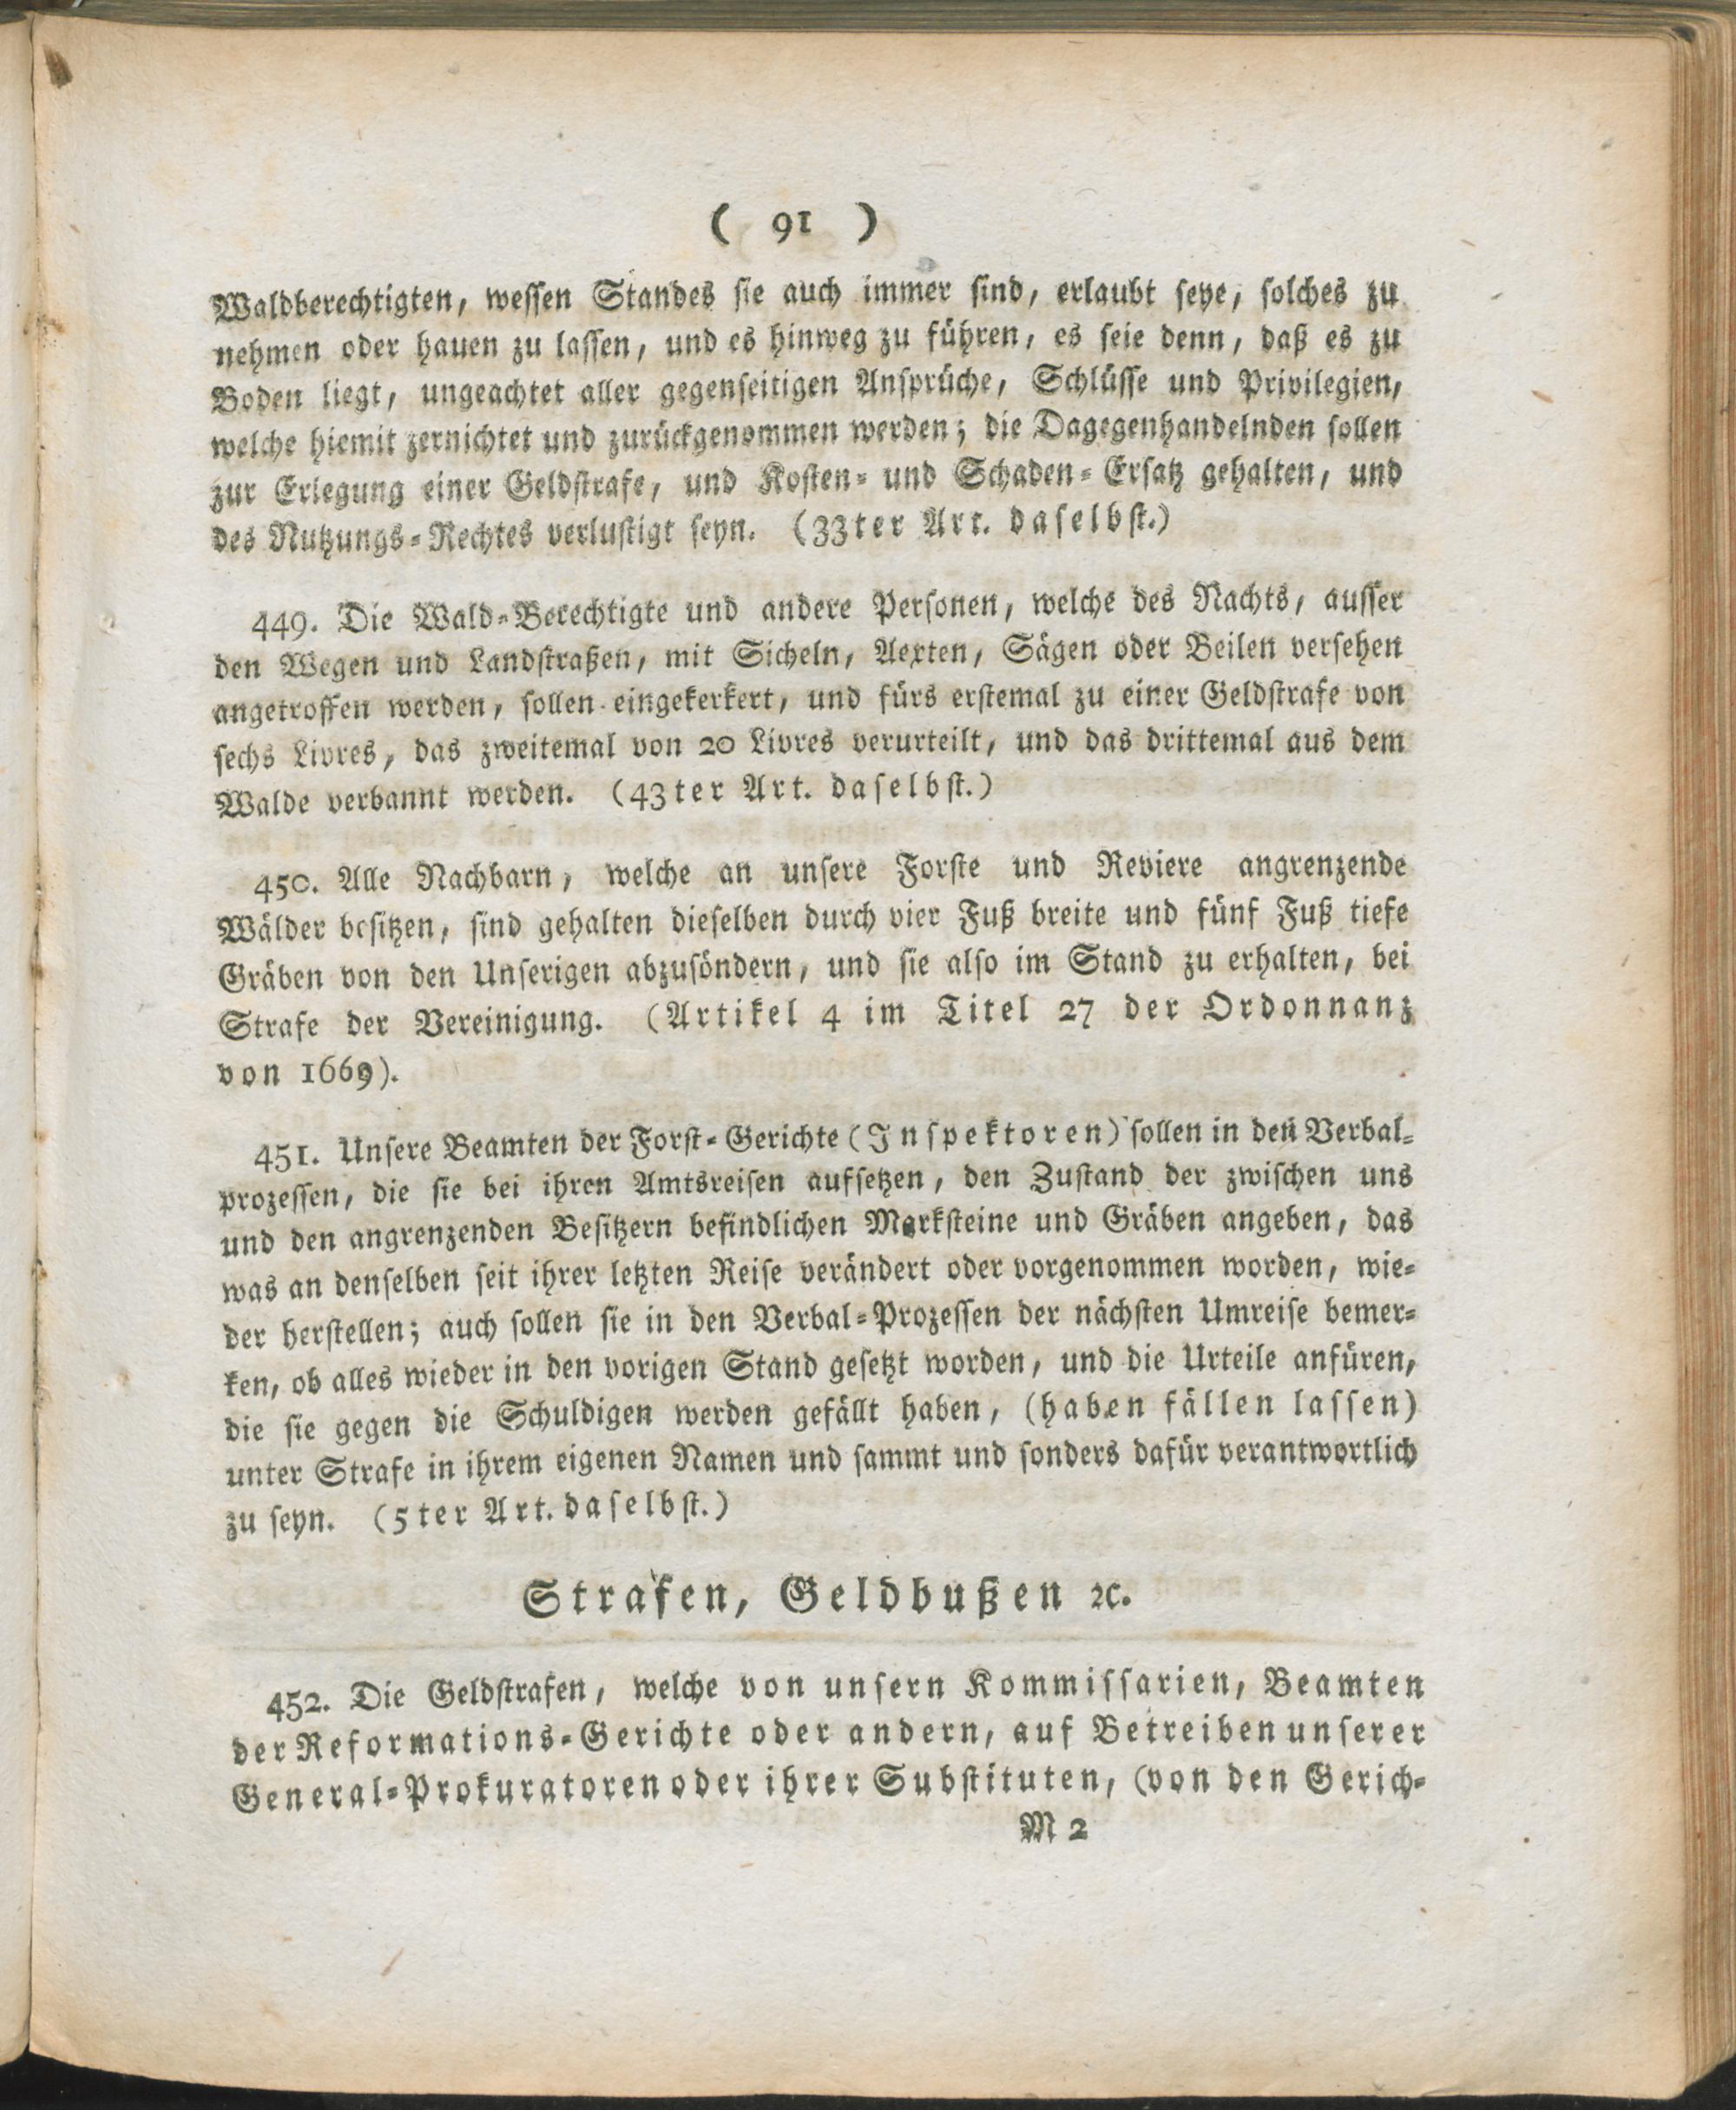 ( 91 )
Waldberechtigten, wessen Standes sie auch immer sind, erlaubt seye, solches zu
nehmen oder hauen zu lassen, und es hinweg zu führen, es seie denn, daß es zu
Boden liegt, ungeachtet aller gegenseitigen Ansprüche, Schlüsse und Privilegien,
welche hiemit zernichtet und zurückgenommen werden; die Dagegenhandelnden sollen
zur Erlegung einer Geldstrafe, und Kosten- und Schaden-Ersatz gehalten, und
des Nutzungs-Rechtes verlustigt seyn. (33ter Art. daselbst.)
449. Die Wald-Berechtigte und andere Personen, welche des Nachts, ausser
den Wegen und Landstraßen, mit Sicheln, Aexten, Sägen oder Beilen versehen
angetroffen werden, sollen eingekerkert, und fürs erstemal zu einer Geldstrafe von
sechs Livres, das zweitemal von 20 Livres verurteilt, und das drittemal aus dem
Walde verbannt werden. (43ter Art. daselbst.)
450. Alle Nachbarn, welche an unsere Forste und Reviere angrenzende
Wälder besitzen, sind gehalten dieselben durch vier Fuß breite und fünf Fuß tiefe
Gräben von den Unserigen abzusöndern, und sie also im Stand zu erhalten, bei
Strafe der Vereinigung. (Artikel 4 im Titel 27 der Ordonnanz
von 1669).
451. Unsere Beamten der Forst-Gerichte (Inspektoren) sollen in den Verbal-
prozessen, die sie bei ihren Amtsreisen aufsetzen, den Zustand der zwischen uns
und den angrenzenden Besitzern befindlichen Marksteine und Gräben angeben, das
was an denselben seit ihrer letzten Reise verändert oder vorgenommen worden, wie-
der herstellen; auch sollen sie in den Verbal-Prozessen der nächsten Umreise bemer-
ken, ob alles wieder in den vorigen Stand gesetzt worden, und die Urteile anfüren,
die sie gegen die Schuldigen werden gefällt haben, (haben fällen lassen)
unter Strafe in ihrem eigenen Namen und sammt und sonders dafür verantwortlich
zu seyn. (5ter Art. daselbst.)
Strafen, Geldbußen ꝛc.
452. Die Geldstrafen, welche von unsern Kommissarien, Beamten
der Reformations-Gerichte oder andern, auf Betreiben unserer
General-Prokuratoren oder ihrer Substituten, (von den Gerich-
M 2